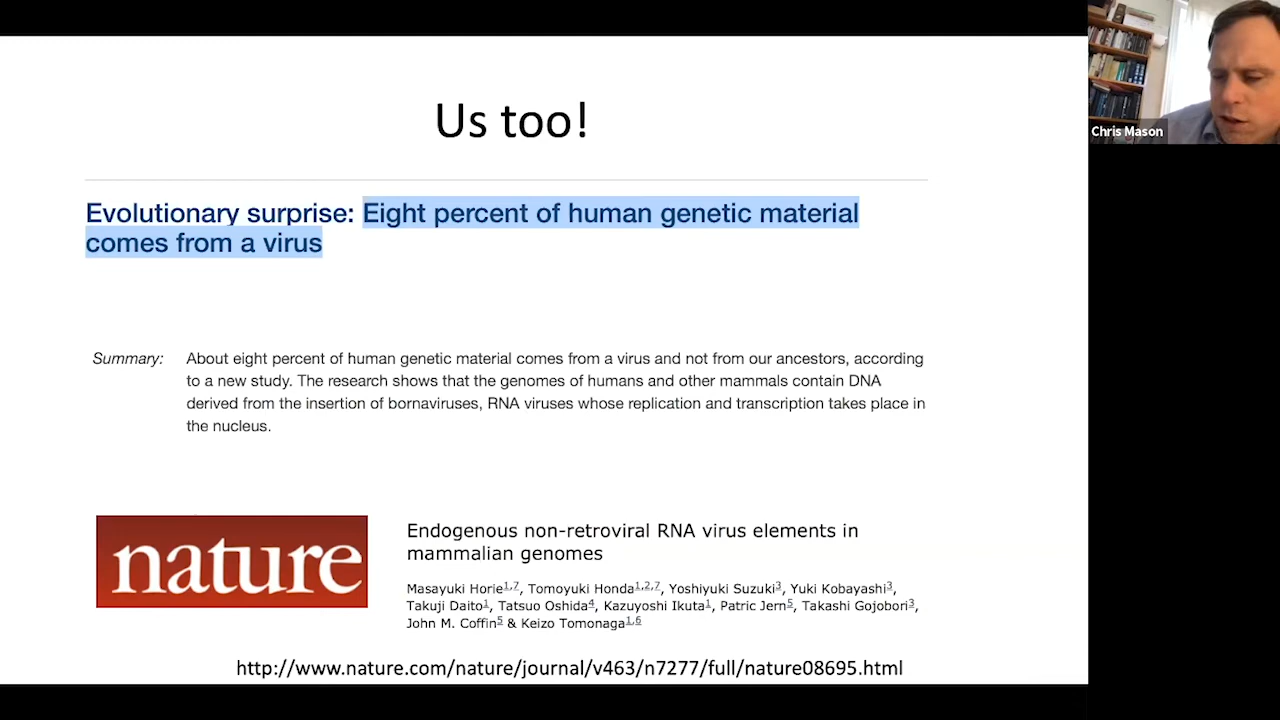 Us too!
Chris Mason
Evolutionary surprise: Eight percent of human genetic material
comes from a virus
Summary: About eight percent of human genetic material comes from a virus and not from our ancestors, according
to a new study. The research shows that the genomes of humans and other mammals contain DNA
derived from the insertion of bornaviruses, RNA viruses whose replication and transcription takes place in
the nucleus.
nature
Endogenous non-retroviral RNA virus elements in
mammalian genomes
Masayuki Horie1,7, Tomoyuki Honda1,2,7, Yoshiyuki Suzuki3, Yuki Kobayashi3,
Takuji Daito1, Tatsuo Oshida4, Kazuyoshi Ikuta1, Patric Jern5, Takashi Gojobori3,
John M. Coffin5 & Keizo Tomonaga1,6
http://www.nature.com/nature/journal/v463/n7277/full/nature08695.html